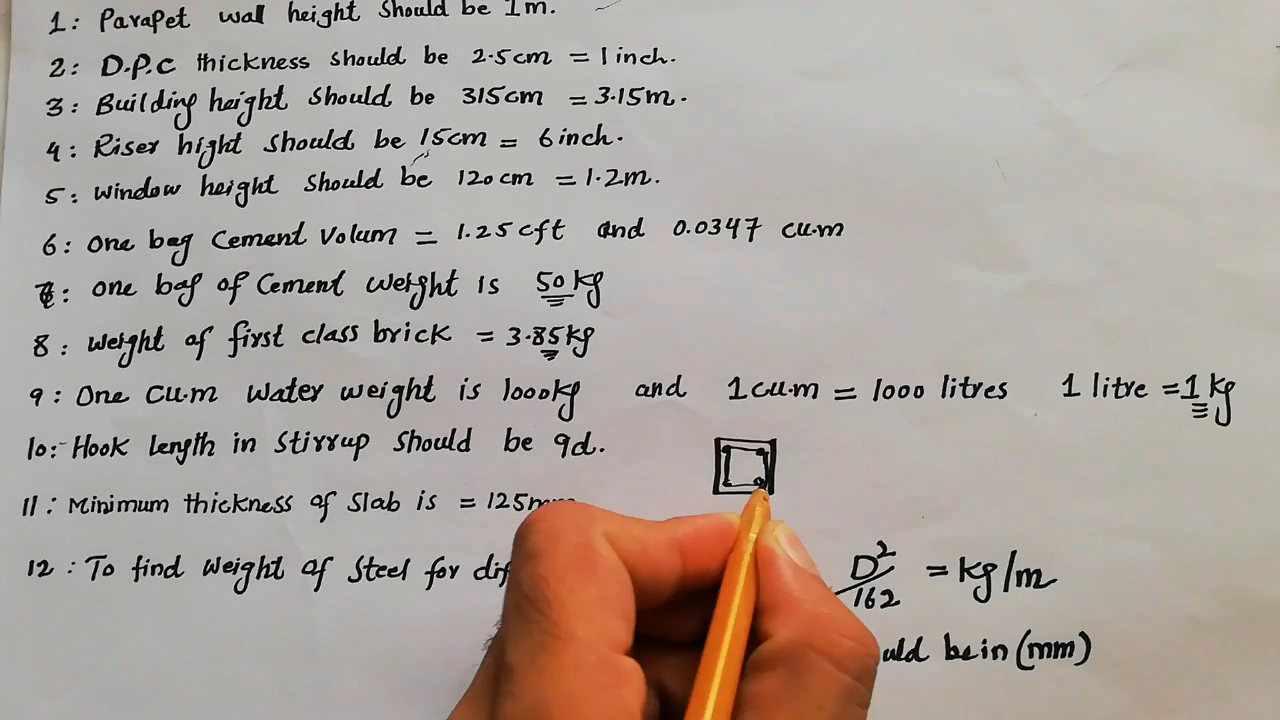 1: Parapet wall height should be 1m.
2: D.P.C thickness should be 2.5cm = 1 inch.
3: Building height should be 315cm = 3.15m.
4: Riser hight should be 15cm = 6 inch.
5: Window height should be 120cm = 1.2m.
6: One bag Cement Volum = 1.25 cft and 0.0347 cu.m
7: One bag of Cement weight is 50 kg
8: Weight of first class brick = 3.85kg
9: One cu.m Water weight is 1000kg and 1 cu.m = 1000 litres 1 litre = 1 kg
10:- Hook length in Stirrup should be 9d.
11: Minimum thickness of Slab is = 125mm
12: To find weight of Steel for dif D²/162 = kg/m
uld be in (mm)